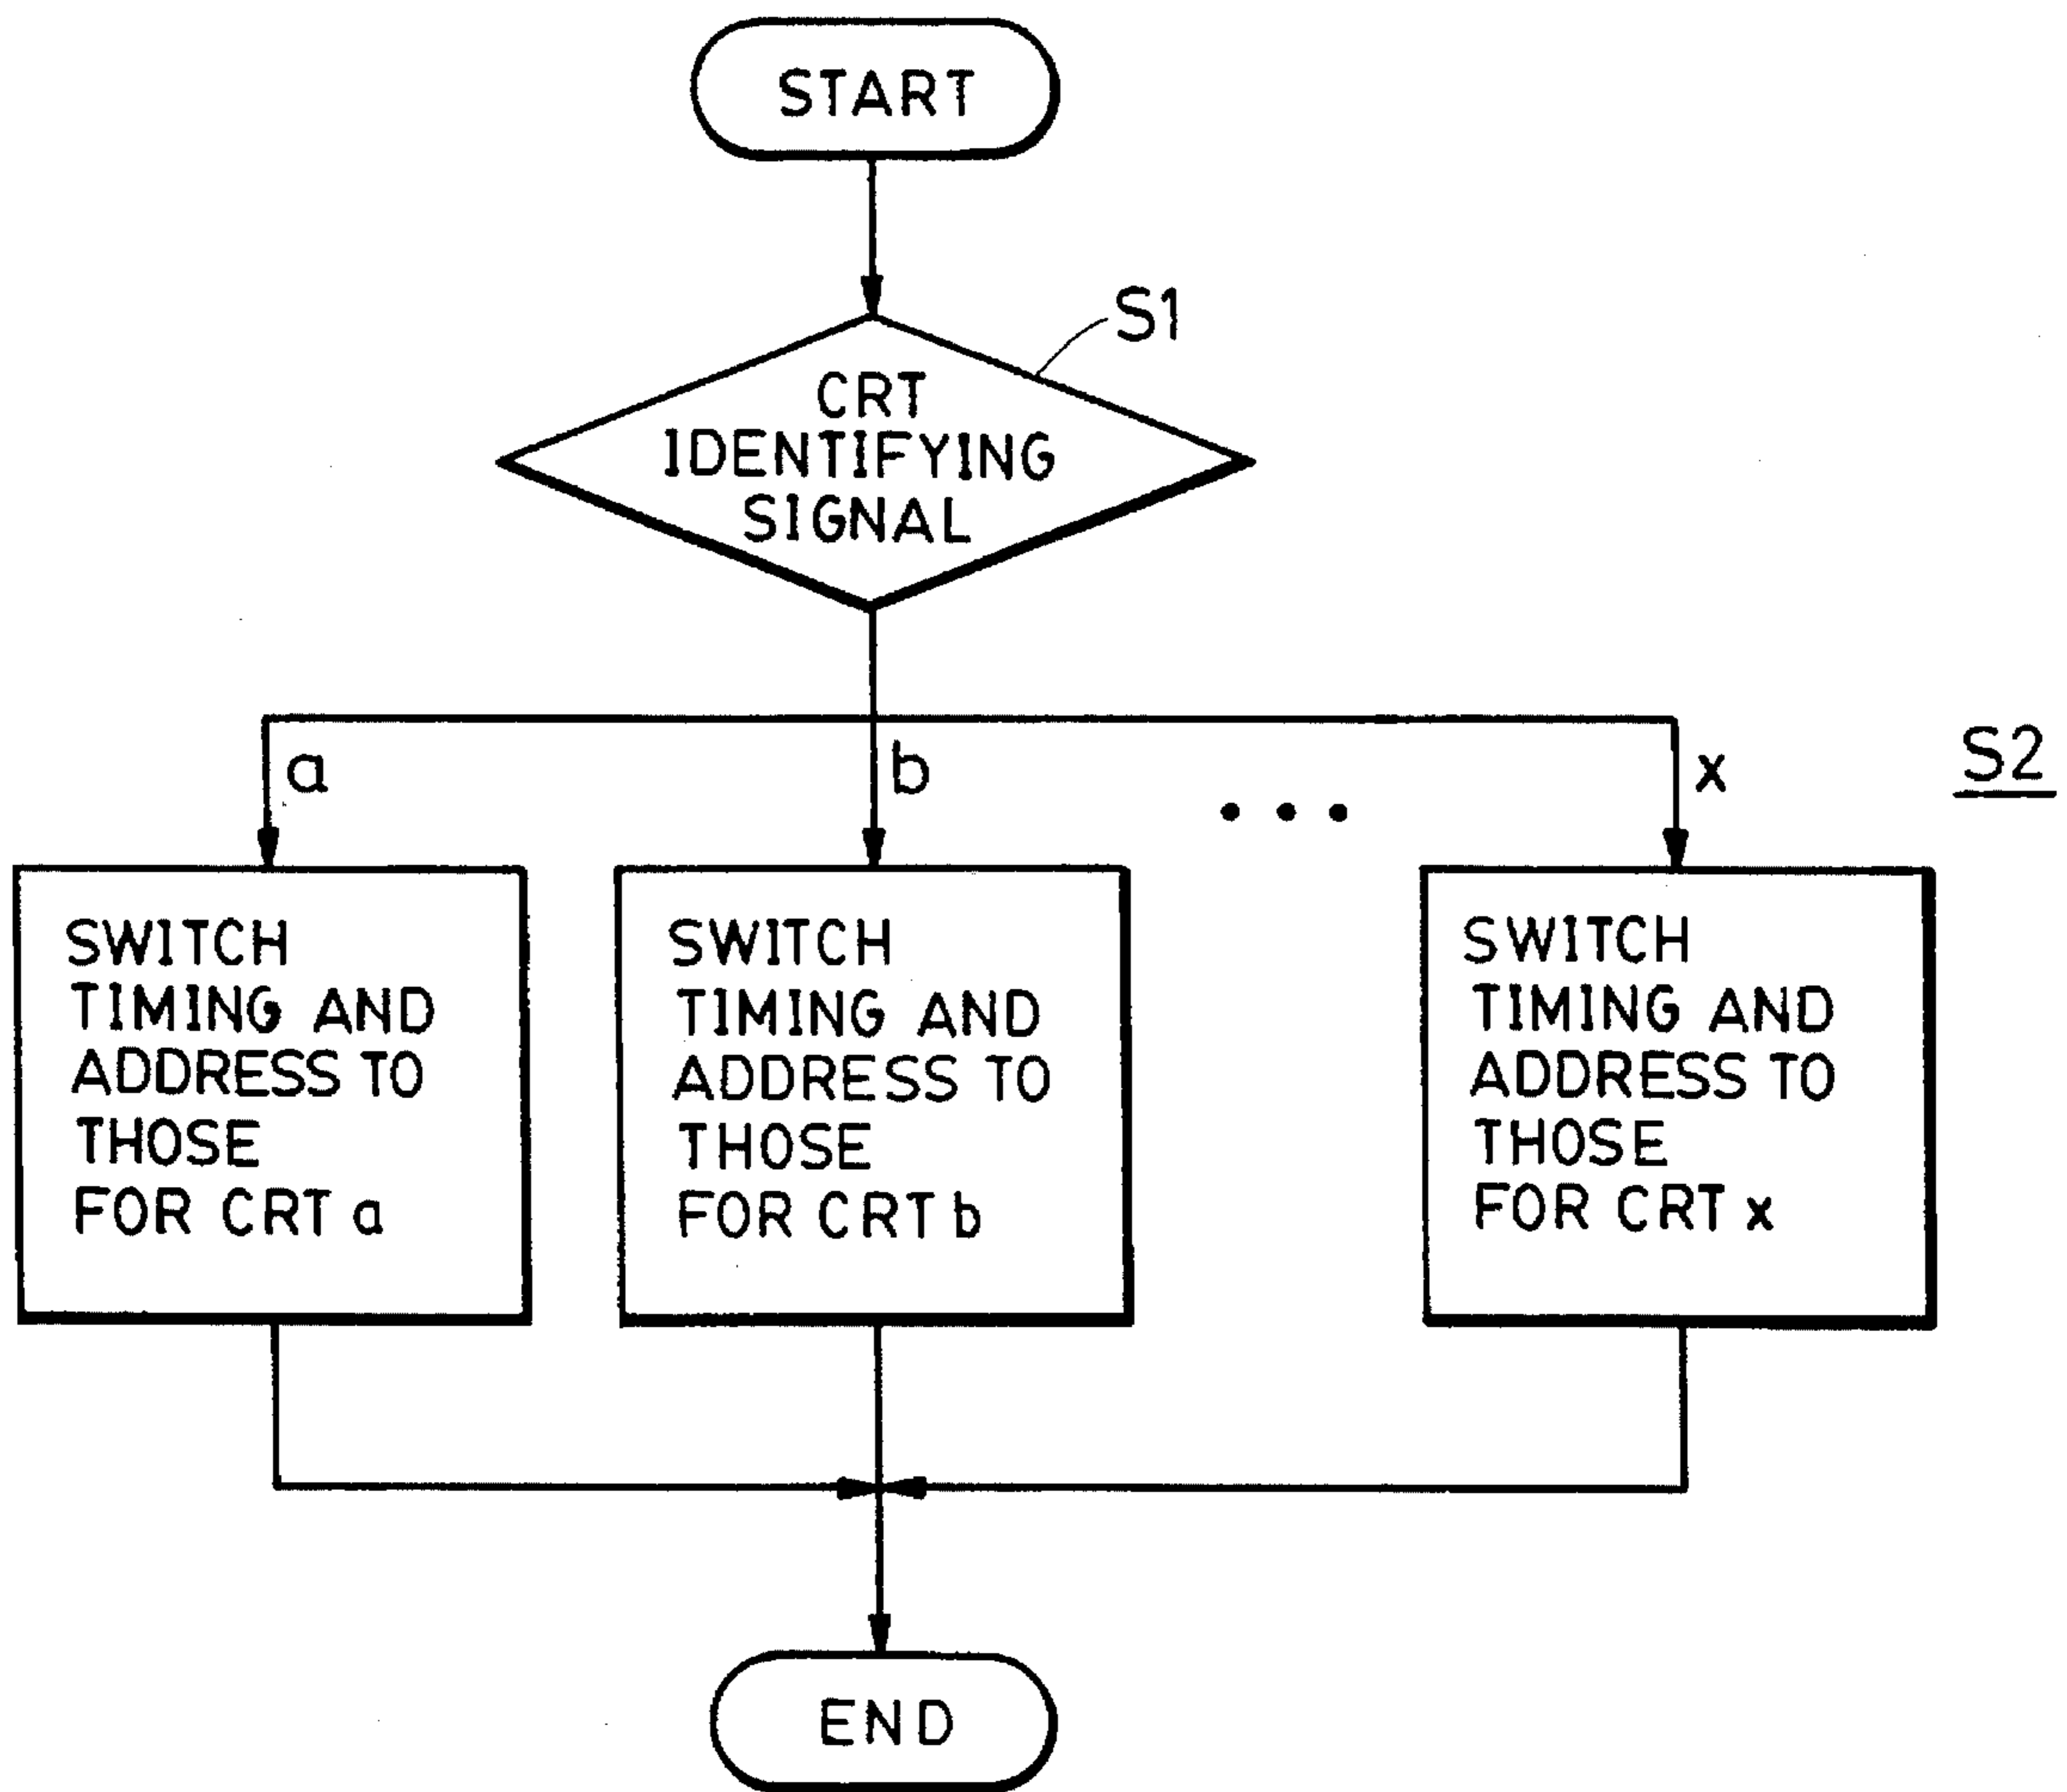 START
S1
CRT
IDENTIFYING
SIGNAL
a
b
• • •
x
S2
SWITCH
TIMING AND
ADDRESS TO
THOSE
FOR CRT a
SWITCH
TIMING AND
ADDRESS TO
THOSE
FOR CRT b
SWITCH
TIMING AND
ADDRESS TO
THOSE
FOR CRT x
END